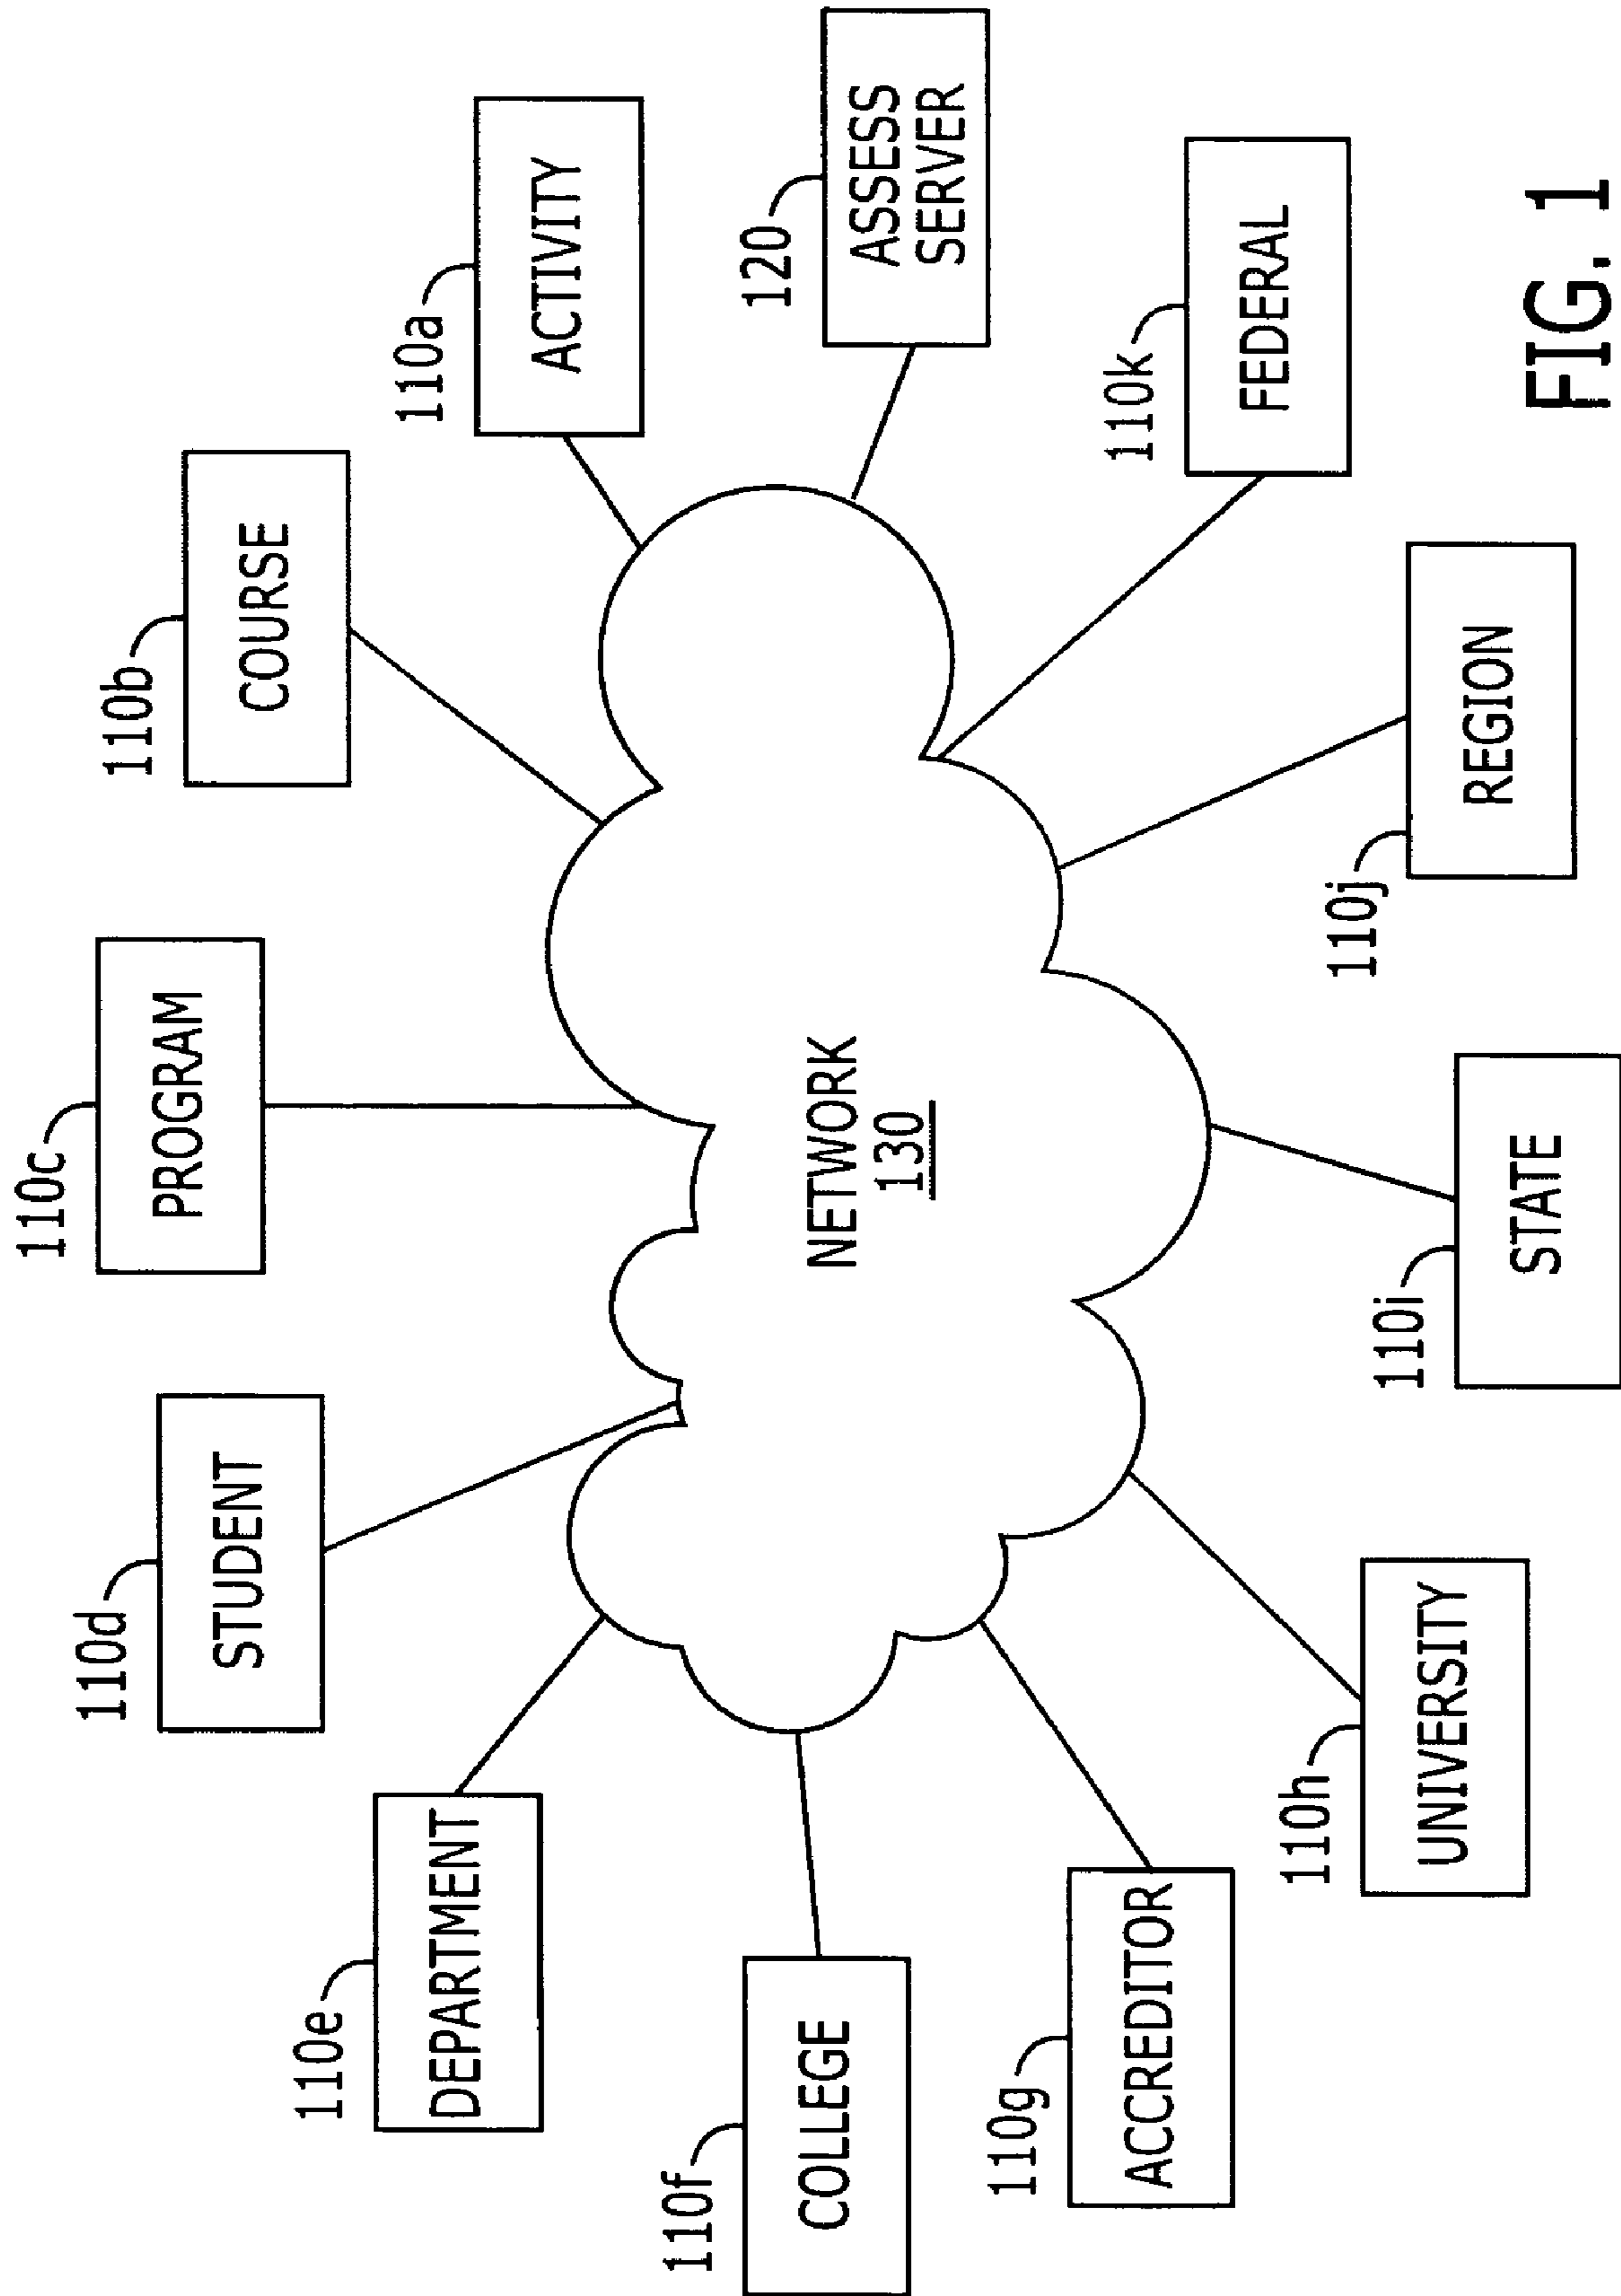 110c
PROGRAM
110d
STUDENT
110b
COURSE
110e
DEPARTMENT
110a
ACTIVITY
110f
COLLEGE
NETWORK
130
120
ASSESS
SERVER
110g
ACCREDITOR
110k
FEDERAL
110h
UNIVERSITY
110i
STATE
110j
REGION
FIG. 1